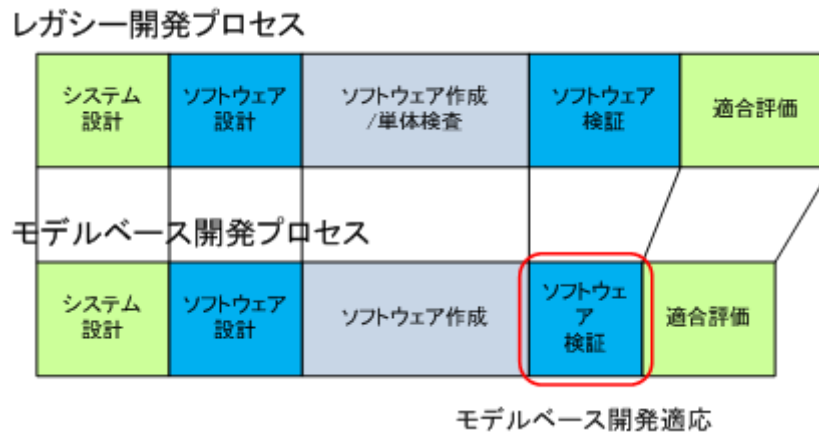 レガシー開発プロセス
システム
設計
ソフトウェア
設計
ソフトウェア作成
/単体検査
ソフトウェア
検証
適合評価
モデルベース開発プロセス
システム
設計
ソフトウェア
設計
ソフトウェア作成
ソフトウェ
ア
検証
適合評価
モデルベース開発適応